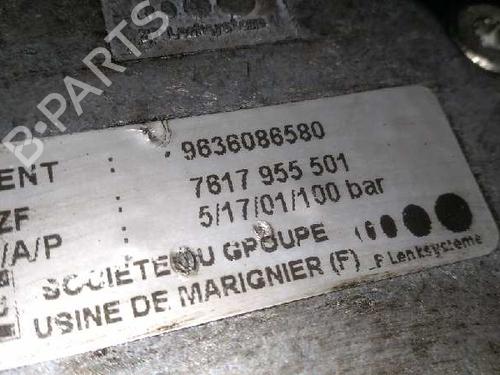 B-PARTS
ENT : 9636086580
ZF : 7617 955 501
/A/P : 5/17/01/100 bar
SOCIETE DU GROUPE
USINE DE MARIGNIER (F)
F Lenksysteme